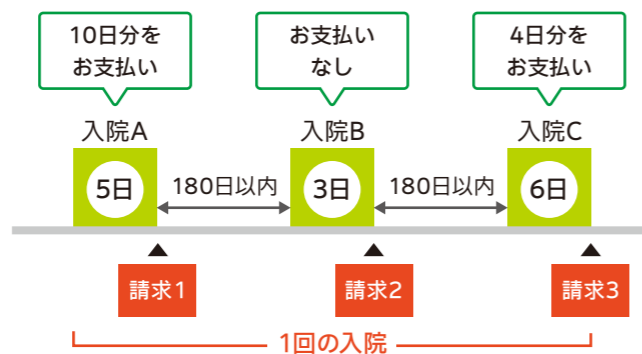 10日分を
お支払い
お支払い
なし
4日分を
お支払い
入院A
入院B
入院C
5日
180日以内
3日
180日以内
6日
請求1
請求2
請求3
1回の入院